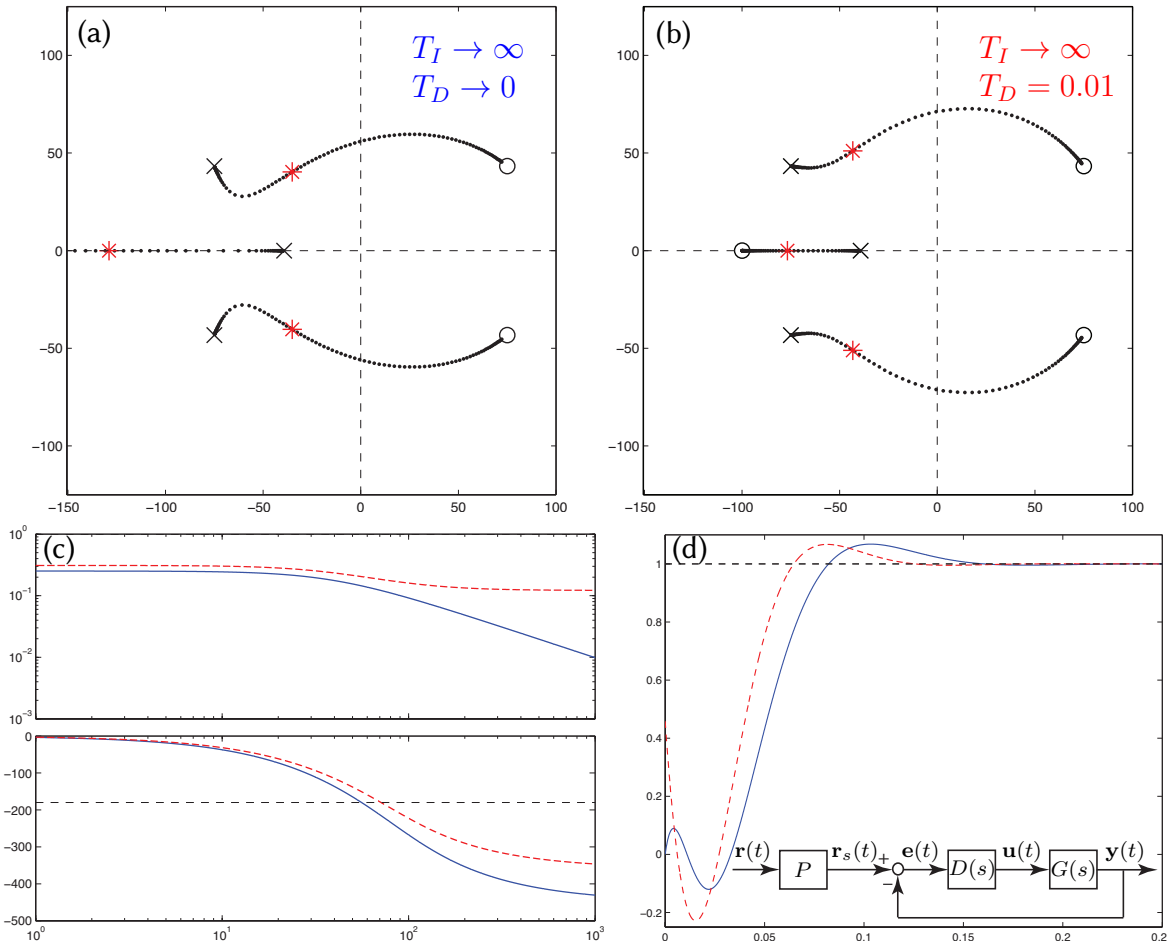 (a)
T_I → ∞
T_D → 0
100
50
0
−50
−100
−150 −100 −50 0 50 100
(b)
T_I → ∞
T_D = 0.01
100
50
0
−50
−100
−150 −100 −50 0 50 100
(c)
10^0
10^−1
10^−2
10^−3
0
−100
−200
−300
−400
−500
10^0 10^1 10^2 10^3
(d)
1
0.8
0.6
0.4
0.2
0
−0.2
r(t) r_s(t) + e(t) u(t) y(t)
P − D(s) G(s)
0 0.05 0.1 0.15 0.2 0.25